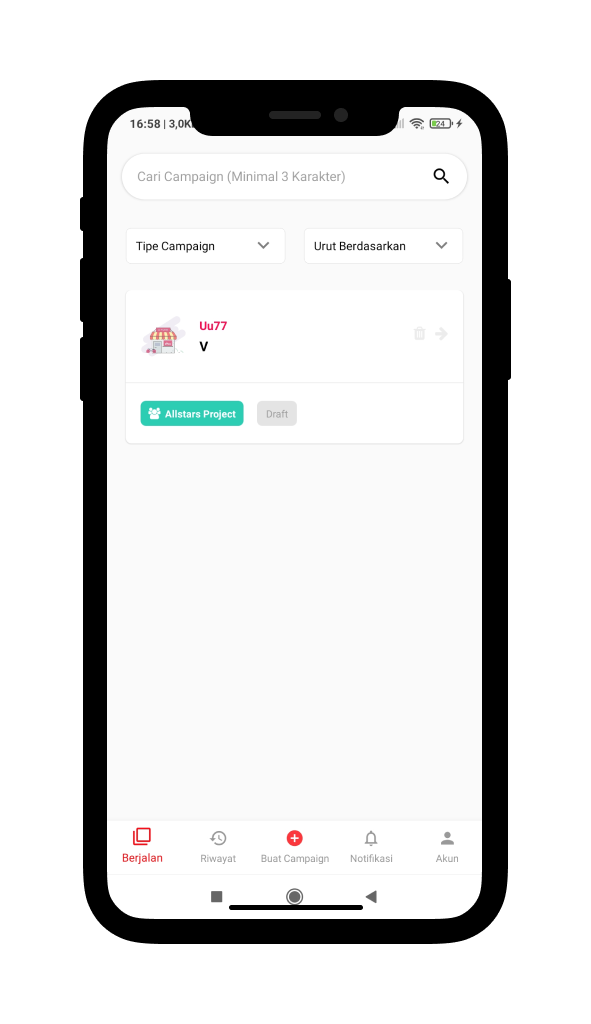 16:58 | 3,0K
24
Cari Campaign (Minimal 3 Karakter)
Tipe Campaign
Urut Berdasarkan
Uu77
V
Allstars Project
Draft
Berjalan
Riwayat
Buat Campaign
Notifikasi
Akun